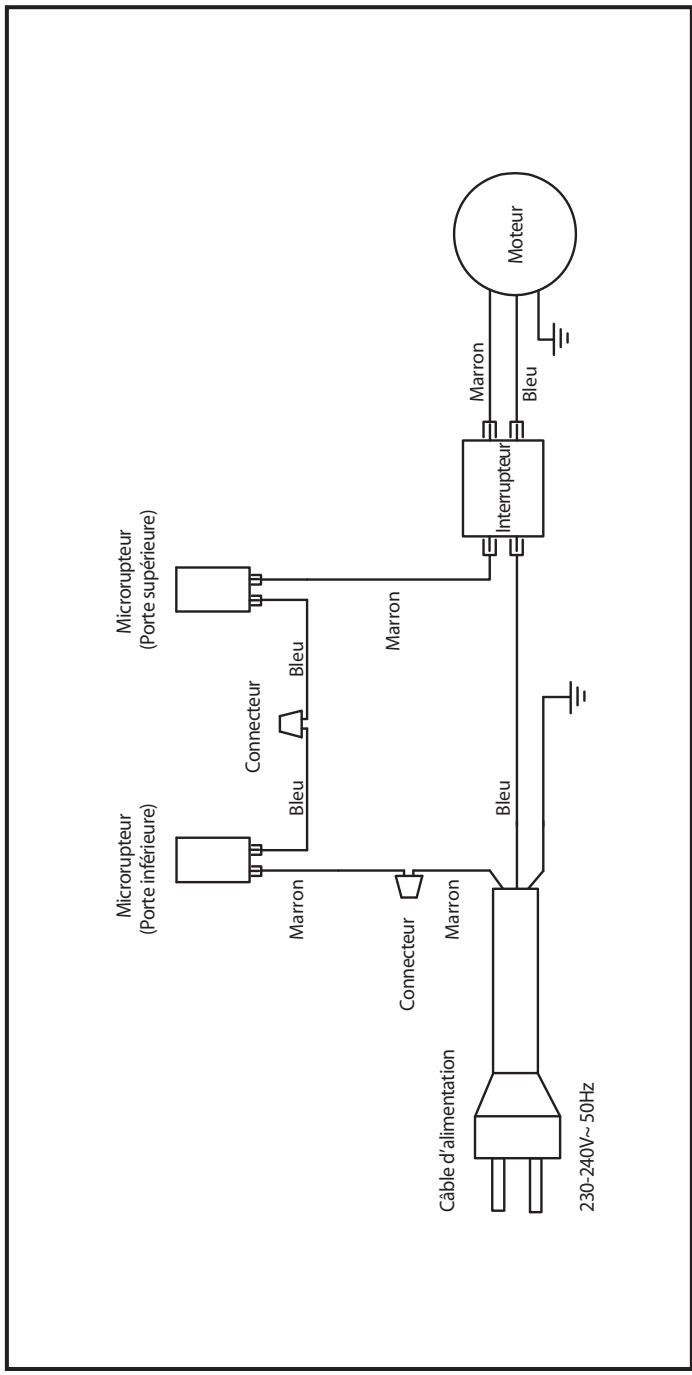 Microrupteur
(Porte inférieure)
Microrupteur
(Porte supérieure)
Connecteur
Bleu
Bleu
Marron
Connecteur
Marron
Marron
Câble d'alimentation
230-240V~ 50Hz
Bleu
Interrupteur
Marron
Bleu
Moteur